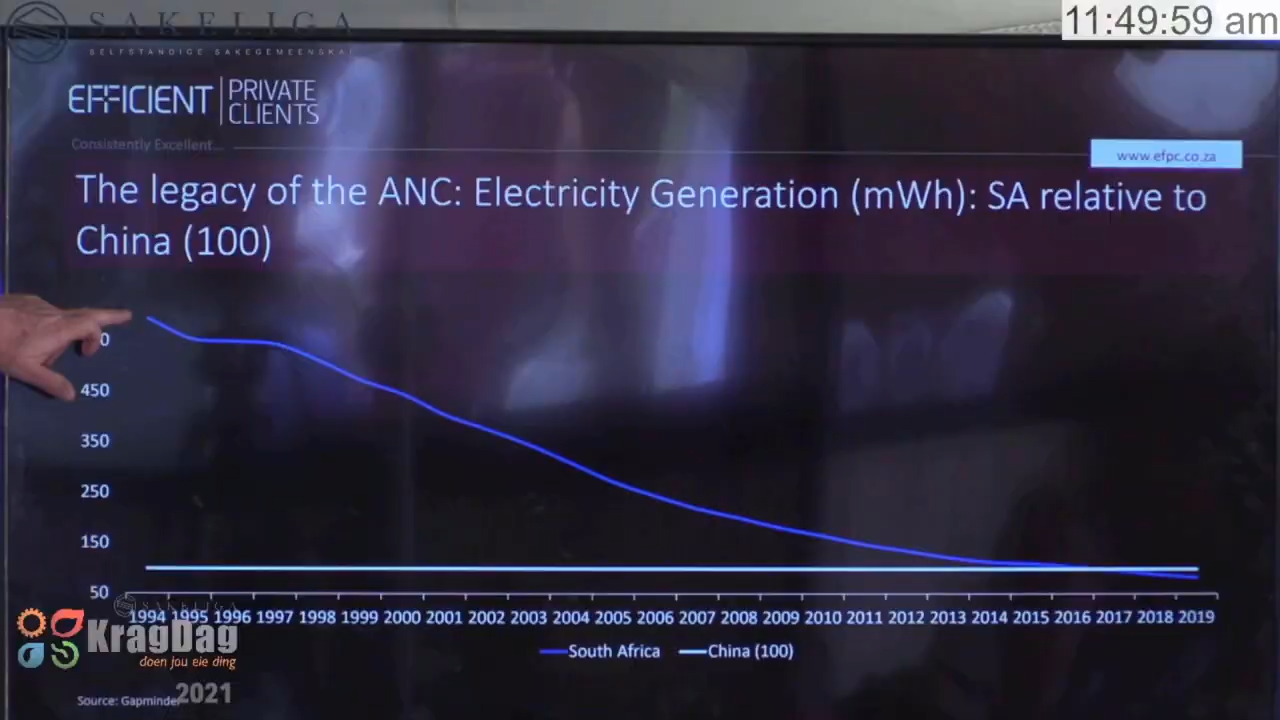 SAKELIGA
SELFSTANDIGE SAKEGEMEENSKAP
11:49:59 am
EFFICIENT PRIVATE CLIENTS
Consistently Excellent...
www.efpc.co.za
The legacy of the ANC: Electricity Generation (mWh): SA relative to
China (100)
0
450
350
250
150
50
1994 1995 1996 1997 1998 1999 2000 2001 2002 2003 2004 2005 2006 2007 2008 2009 2010 2011 2012 2013 2014 2015 2016 2017 2018 2019
South Africa China (100)
SAKELIGA
KragDag
doen jou eie ding
2021
Source: Gapminder